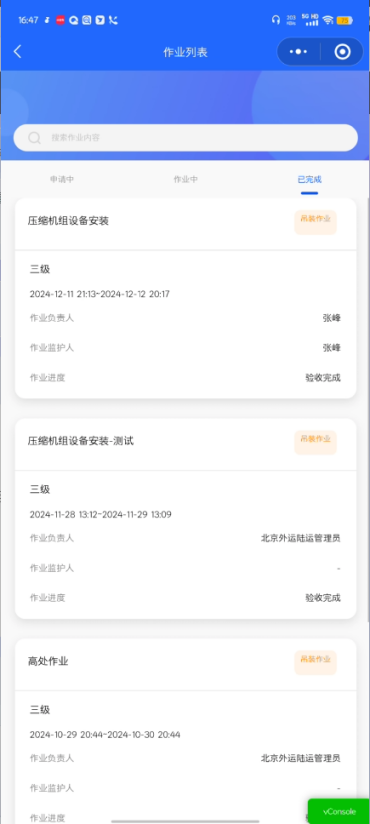 16:47
5G HD
作业列表
搜索作业内容
申请中 作业中 已完成
压缩机组设备安装 吊装作业
三级
2024-12-11 21:13~2024-12-12 20:17
作业负责人 张峰
作业监护人 张峰
作业进度 验收完成
压缩机组设备安装-测试 吊装作业
三级
2024-11-28 13:12~2024-11-29 13:09
作业负责人 北京外运陆运管理员
作业监护人 -
作业进度 验收完成
高处作业 吊装作业
三级
2024-10-29 20:44~2024-10-30 20:44
作业负责人 北京外运陆运管理员
作业监护人 -
作业进度
vConsole